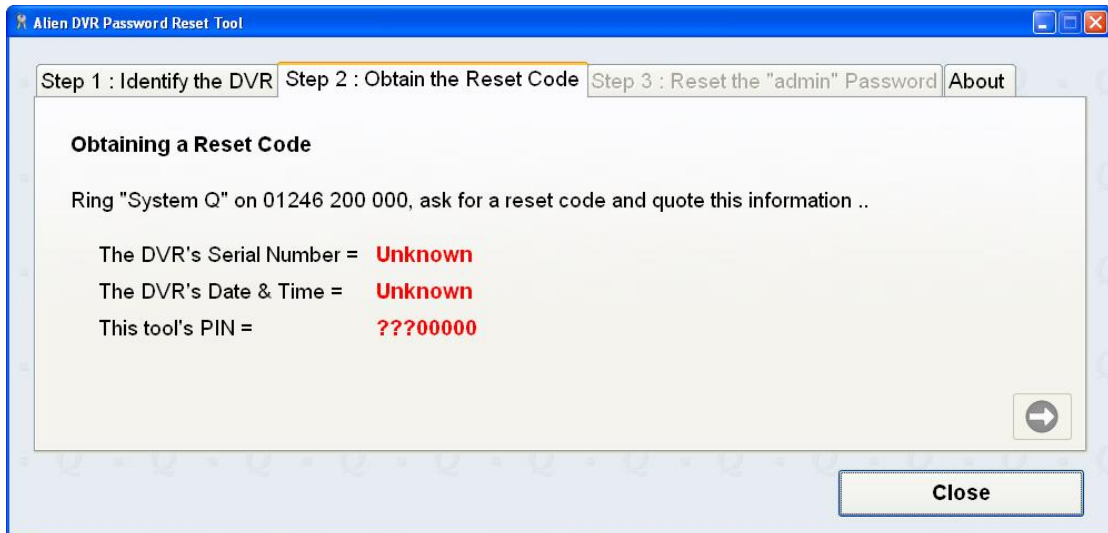 Alien DVR Password Reset Tool
Step 1 : Identify the DVR Step 2 : Obtain the Reset Code Step 3 : Reset the "admin" Password About
Obtaining a Reset Code
Ring "System Q" on 01246 200 000, ask for a reset code and quote this information ..
The DVR's Serial Number = Unknown
The DVR's Date & Time = Unknown
This tool's PIN = ???00000
Close